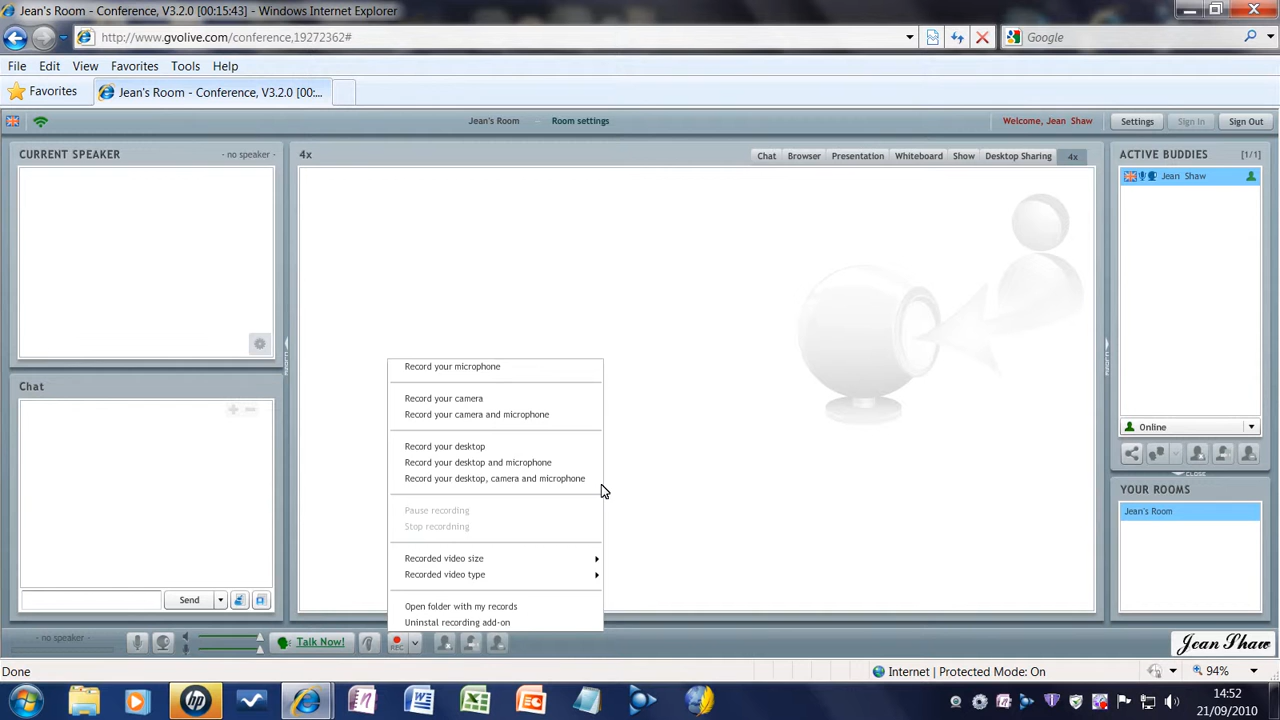 Jean's Room - Conference, V3.2.0 [00:15:43] - Windows Internet Explorer
http://www.gvolive.com/conference,19272362#
Google
File Edit View Favorites Tools Help
Favorites
Jean's Room - Conference, V3.2.0 [00:...
Jean's Room
Room settings
Welcome, Jean Shaw
Settings
Sign In
Sign Out
CURRENT SPEAKER
- no speaker -
4x
Chat
Browser
Presentation
Whiteboard
Show
Desktop Sharing
4x
ACTIVE BUDDIES
[1/1]
Jean Shaw
Chat
Send
Record your microphone
Record your camera
Record your camera and microphone
Record your desktop
Record your desktop and microphone
Record your desktop, camera and microphone
Pause recording
Stop recordning
Recorded video size
Recorded video type
Open folder with my records
Uninstal recording add-on
Online
CLOSE
YOUR ROOMS
Jean's Room
- no speaker -
Talk Now!
REC
Jean Shaw
Done
Internet | Protected Mode: On
94%
14:52
21/09/2010